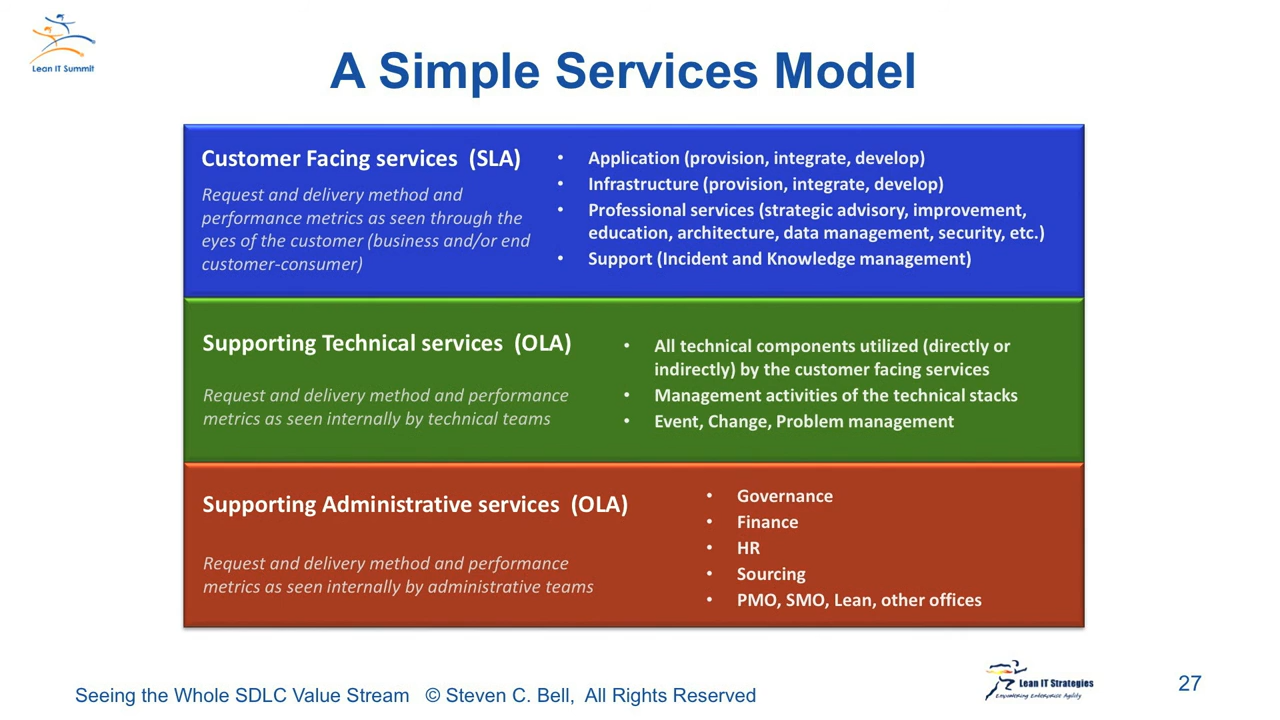 Lean IT Summit
A Simple Services Model
Customer Facing services  (SLA)
Request and delivery method and
performance metrics as seen through the
eyes of the customer (business and/or end
customer-consumer)
• Application (provision, integrate, develop)
• Infrastructure (provision, integrate, develop)
• Professional services (strategic advisory, improvement,
education, architecture, data management, security, etc.)
• Support (Incident and Knowledge management)
Supporting Technical services  (OLA)
Request and delivery method and performance
metrics as seen internally by technical teams
• All technical components utilized (directly or
indirectly) by the customer facing services
• Management activities of the technical stacks
• Event, Change, Problem management
Supporting Administrative services  (OLA)
Request and delivery method and performance
metrics as seen internally by administrative teams
• Governance
• Finance
• HR
• Sourcing
• PMO, SMO, Lean, other offices
Seeing the Whole SDLC Value Stream   © Steven C. Bell,  All Rights Reserved
Lean IT Strategies
Empowering Enterprise Agility
27